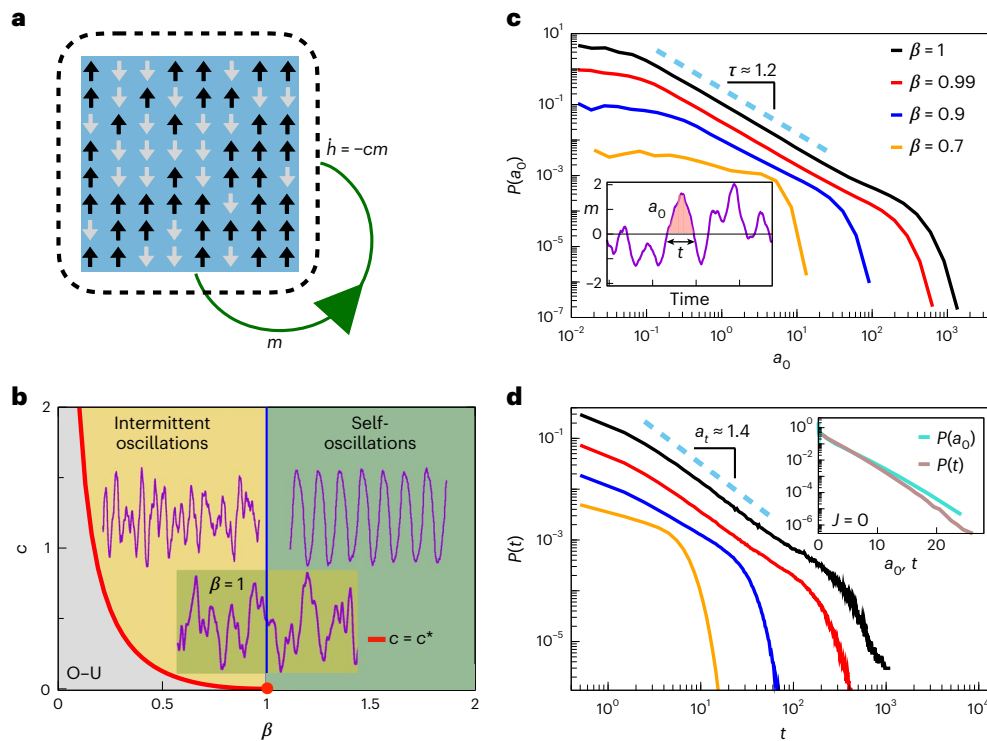 a
ḣ = −cm
m
b
2
1
0
c
Intermittent
oscillations
Self-
oscillations
β = 1
c = c*
O–U
0 0.5 1 1.5 2
β
c
10¹
10⁻¹
10⁻³
10⁻⁵
10⁻⁷
P(a₀)
τ ≈ 1.2
β = 1
β = 0.99
β = 0.9
β = 0.7
2
m
0
−2
a₀
t
Time
10⁻² 10⁻¹ 10⁰ 10¹ 10² 10³
a₀
d
10⁻¹
10⁻³
10⁻⁵
P(t)
aₜ ≈ 1.4
10⁰
10⁻²
10⁻⁴
10⁻⁶
P(a₀)
P(t)
J = 0
0 10 20
a₀, t
10⁰ 10¹ 10² 10³ 10⁴
t